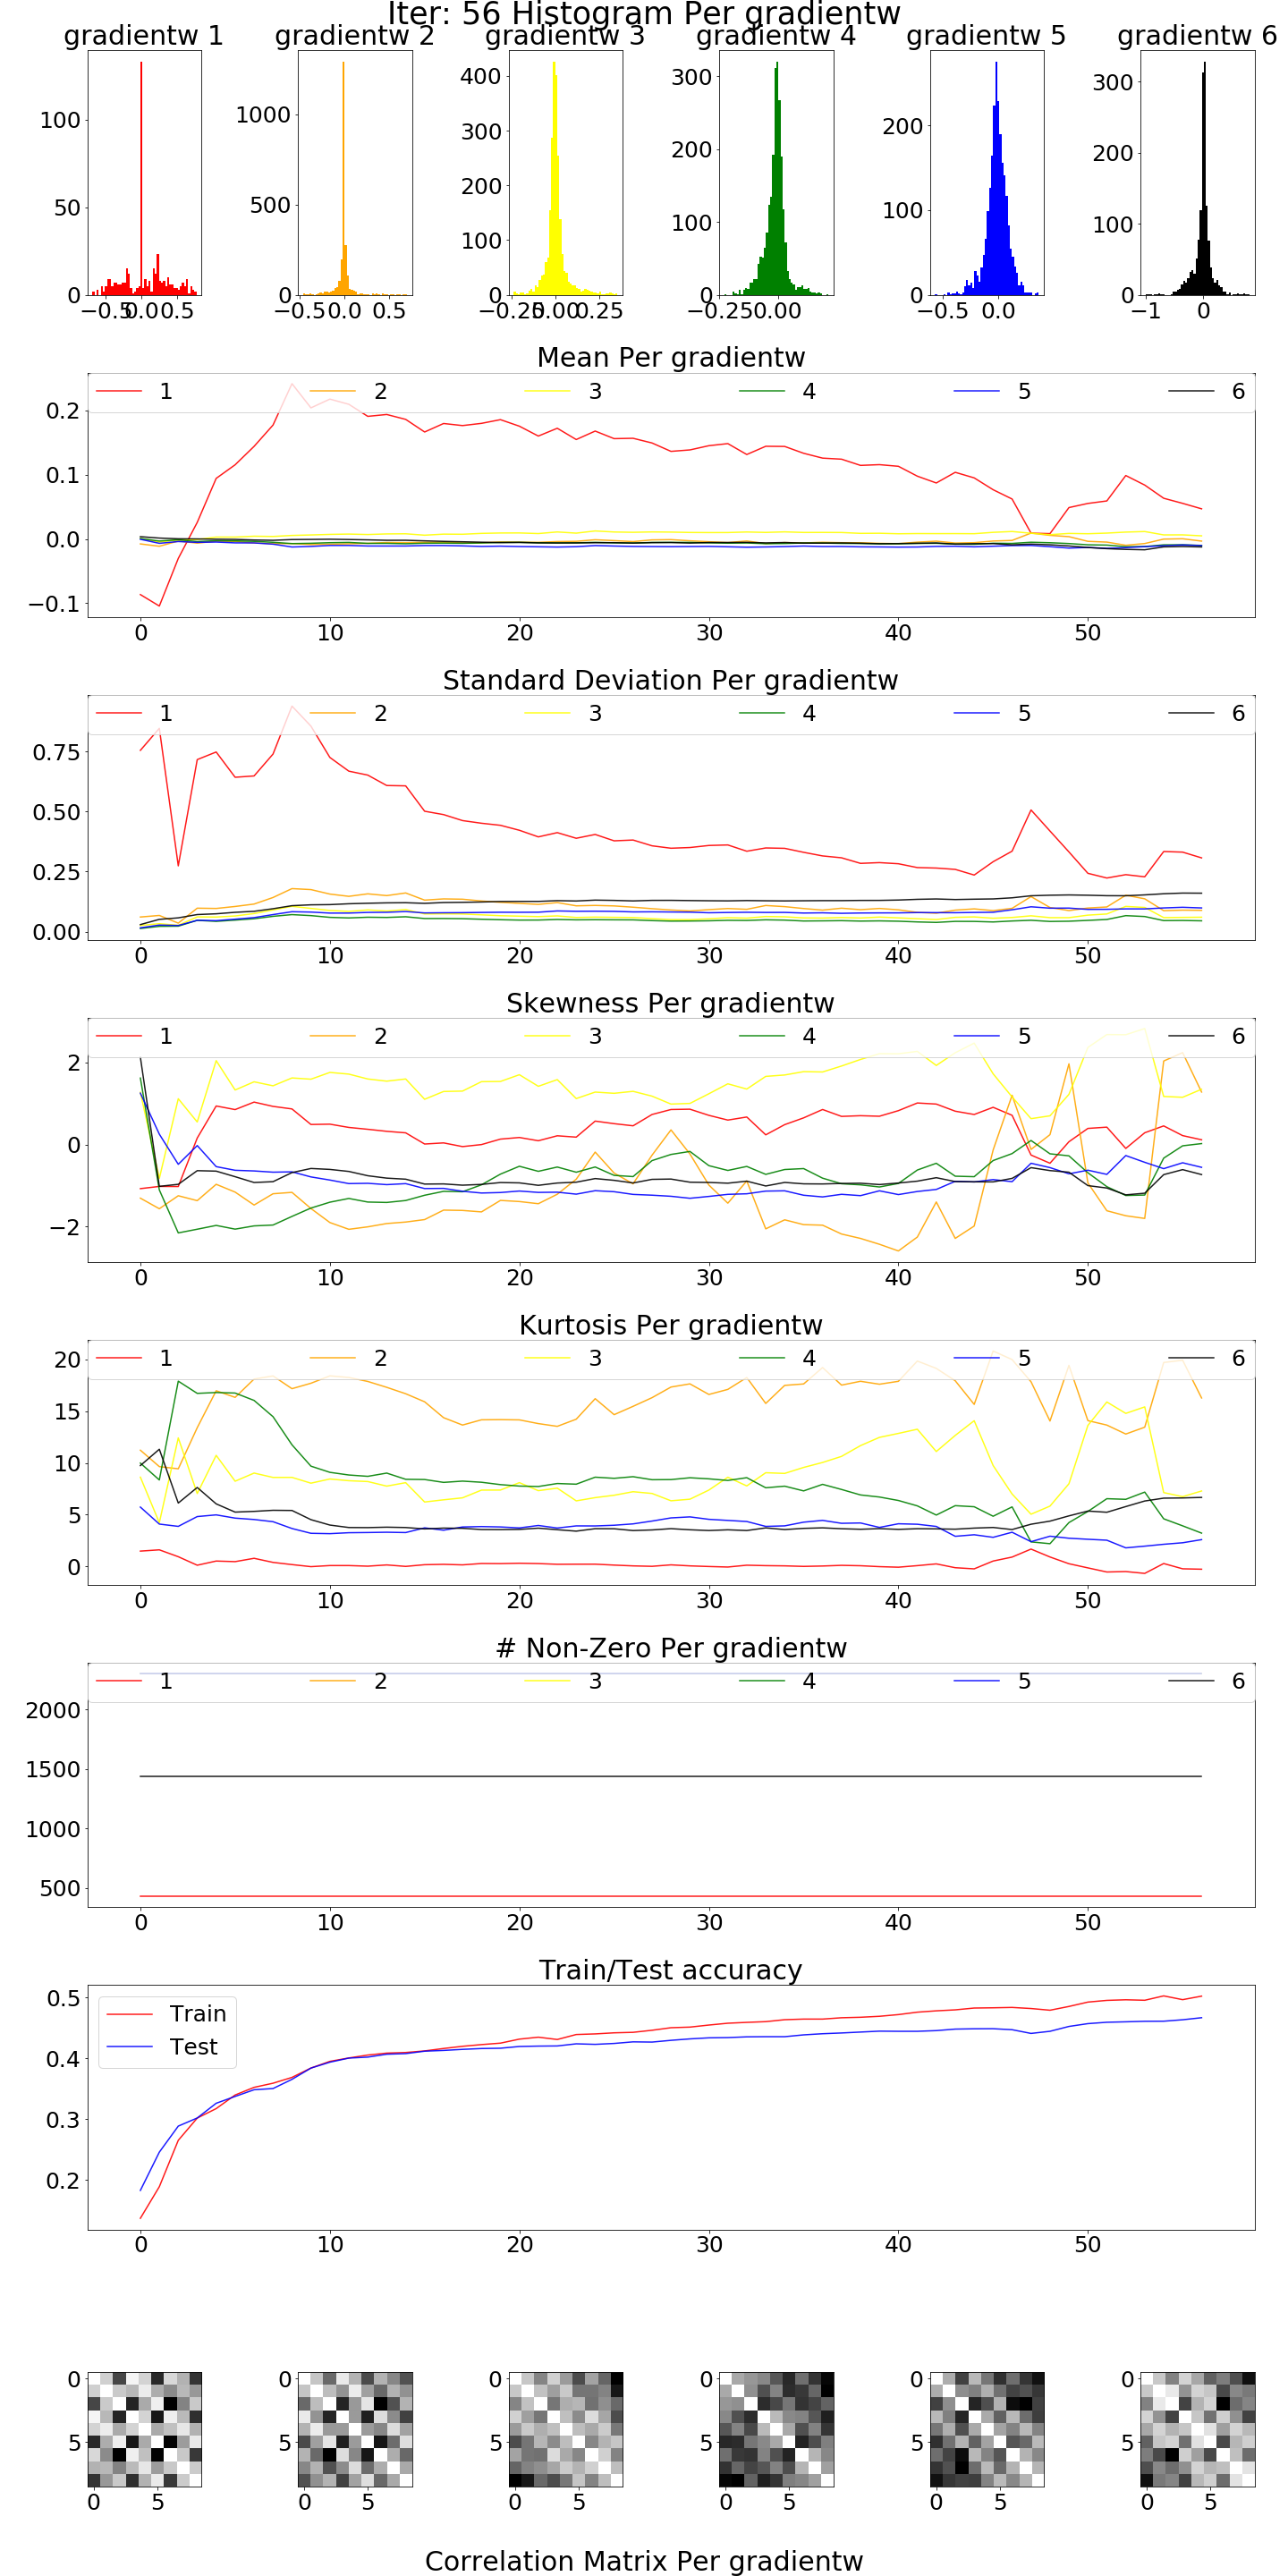 Iter: 56 Histogram Per gradientw
gradientw 1 gradientw 2 gradientw 3 gradientw 4 gradientw 5 gradientw 6
100
50
0
−0.5 0.0 0.5
1000
500
0
−0.5 0.0 0.5
400
300
200
100
0
−0.25 0.00 0.25
300
200
100
0
−0.25 0.00
200
100
0
−0.5 0.0
300
200
100
0
−1 0
Mean Per gradientw
1 2 3 4 5 6
0.2
0.1
0.0
−0.1
0 10 20 30 40 50
Standard Deviation Per gradientw
1 2 3 4 5 6
0.75
0.50
0.25
0.00
0 10 20 30 40 50
Skewness Per gradientw
1 2 3 4 5 6
2
0
−2
0 10 20 30 40 50
Kurtosis Per gradientw
1 2 3 4 5 6
20
15
10
5
0
0 10 20 30 40 50
# Non-Zero Per gradientw
1 2 3 4 5 6
2000
1500
1000
500
0 10 20 30 40 50
Train/Test accuracy
Train
Test
0.5
0.4
0.3
0.2
0 10 20 30 40 50
0
5
0 5
0
5
0 5
0
5
0 5
0
5
0 5
0
5
0 5
0
5
0 5
Correlation Matrix Per gradientw